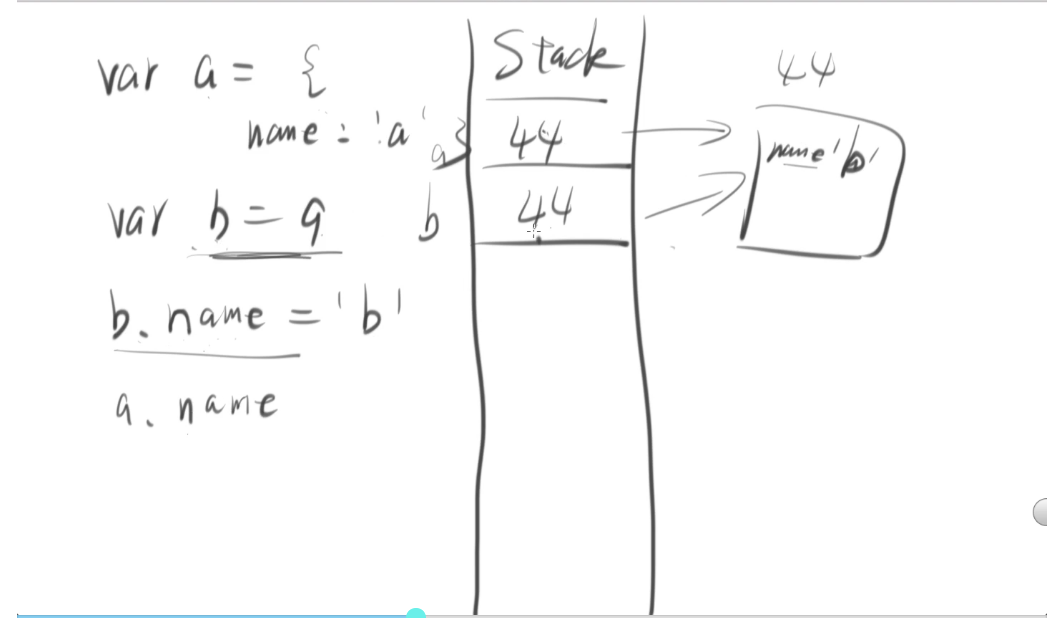 var a = {
name : 'a' }
var b = a
b.name = 'b'
a.name
Stack
a 44
b 44
44
name 'b'